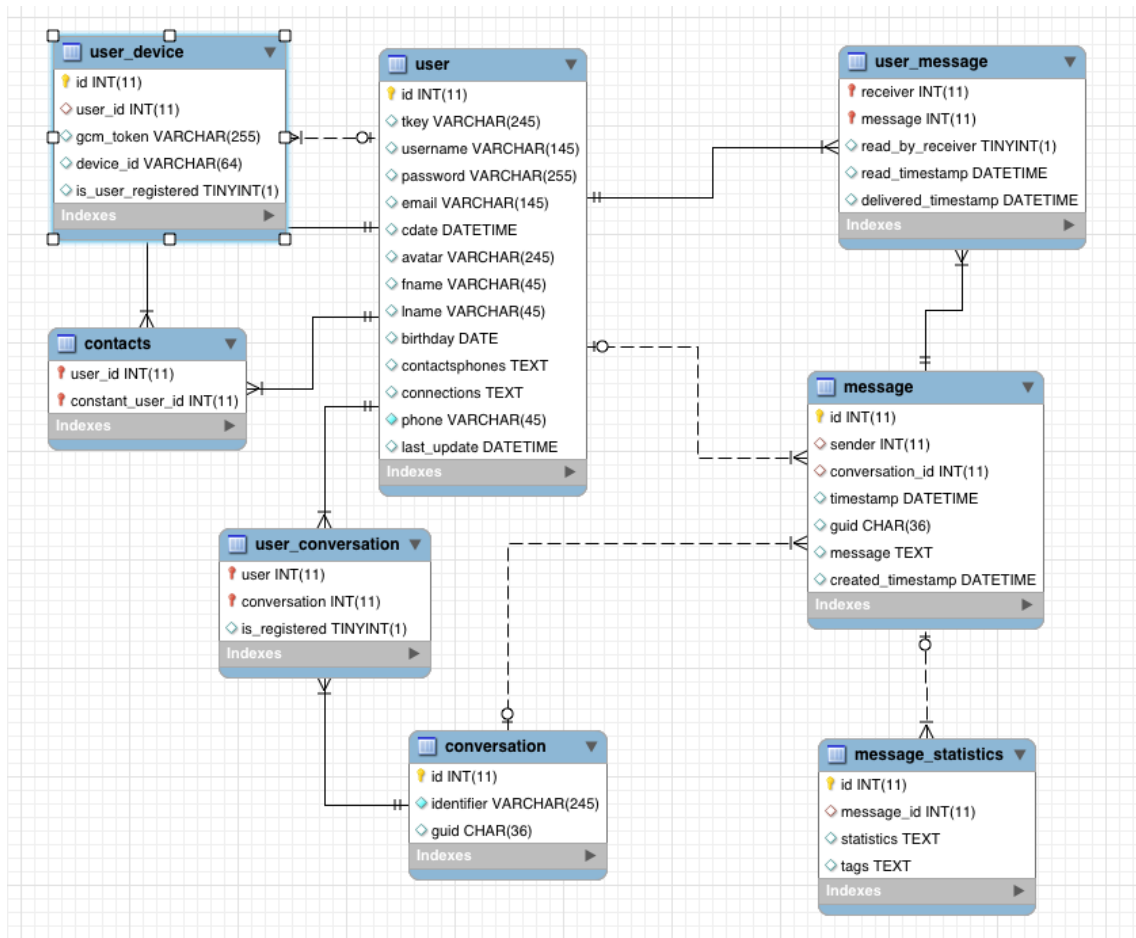 user_device
id INT(11)
user_id INT(11)
gcm_token VARCHAR(255)
device_id VARCHAR(64)
is_user_registered TINYINT(1)
Indexes
user
id INT(11)
tkey VARCHAR(245)
username VARCHAR(145)
password VARCHAR(255)
email VARCHAR(145)
cdate DATETIME
avatar VARCHAR(245)
fname VARCHAR(45)
lname VARCHAR(45)
birthday DATE
contactsphones TEXT
connections TEXT
phone VARCHAR(45)
last_update DATETIME
Indexes
user_message
receiver INT(11)
message INT(11)
read_by_receiver TINYINT(1)
read_timestamp DATETIME
delivered_timestamp DATETIME
Indexes
contacts
user_id INT(11)
constant_user_id INT(11)
Indexes
message
id INT(11)
sender INT(11)
conversation_id INT(11)
timestamp DATETIME
guid CHAR(36)
message TEXT
created_timestamp DATETIME
Indexes
user_conversation
user INT(11)
conversation INT(11)
is_registered TINYINT(1)
Indexes
conversation
id INT(11)
identifier VARCHAR(245)
guid CHAR(36)
Indexes
message_statistics
id INT(11)
message_id INT(11)
statistics TEXT
tags TEXT
Indexes